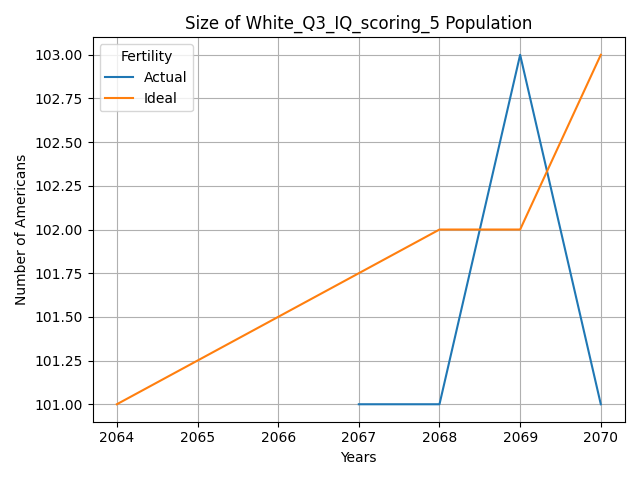 Size of White_Q3_IQ_scoring_5 Population
Fertility
Actual
Ideal
103.00
102.75
102.50
102.25
102.00
101.75
101.50
101.25
101.00
Number of Americans
2064 2065 2066 2067 2068 2069 2070
Years